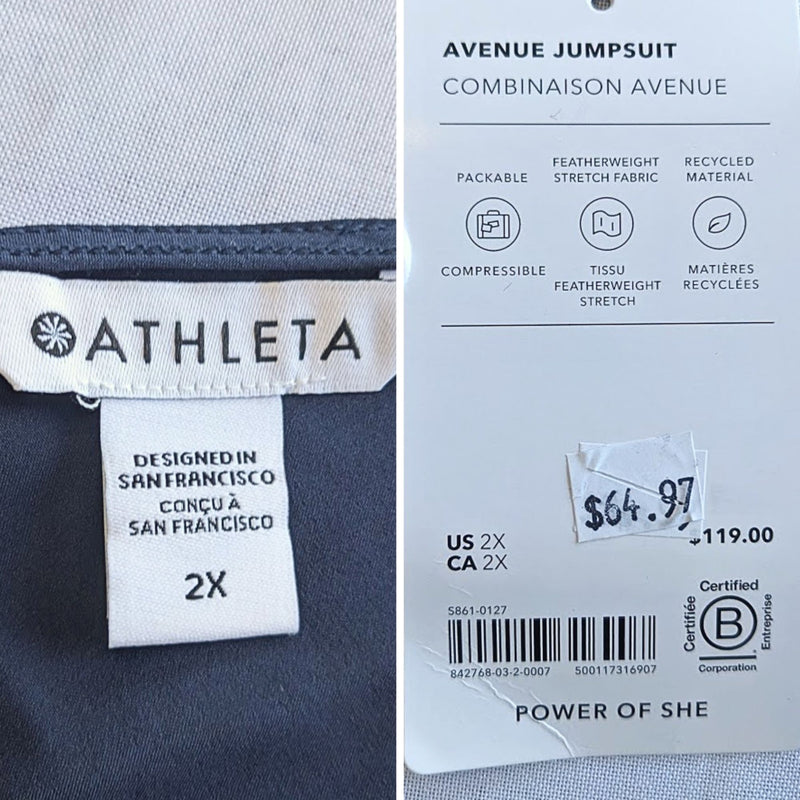 ATHLETA
DESIGNED IN
SAN FRANCISCO
CONÇU À
SAN FRANCISCO
2X
AVENUE JUMPSUIT
COMBINAISON AVENUE
PACKABLE
COMPRESSIBLE
FEATHERWEIGHT
STRETCH FABRIC
TISSU
FEATHERWEIGHT
STRETCH
RECYCLED
MATERIAL
MATIÈRES
RECYCLÉES
$64.97
US 2X
CA 2X
$119.00
S861-0127
842768-03-2-0007 500117316907
Certified
Certifiée
B
Entreprise
Corporation
POWER OF SHE